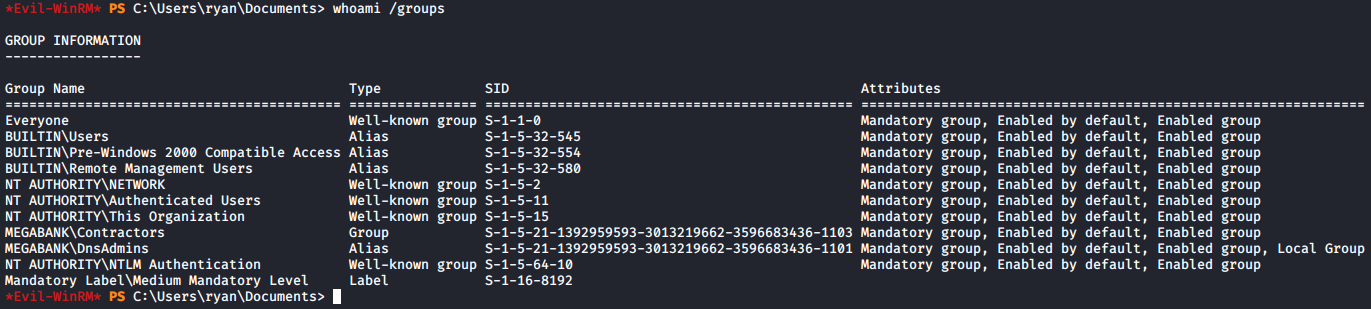 *Evil-WinRM* PS C:\Users\ryan\Documents> whoami /groups
GROUP INFORMATION
-----------------
Group Name                                 Type             SID                                            Attributes
========================================== ================ ============================================== ===============================================================
Everyone                                   Well-known group S-1-1-0                                        Mandatory group, Enabled by default, Enabled group
BUILTIN\Users                              Alias            S-1-5-32-545                                   Mandatory group, Enabled by default, Enabled group
BUILTIN\Pre-Windows 2000 Compatible Access Alias            S-1-5-32-554                                   Mandatory group, Enabled by default, Enabled group
BUILTIN\Remote Management Users            Alias            S-1-5-32-580                                   Mandatory group, Enabled by default, Enabled group
NT AUTHORITY\NETWORK                       Well-known group S-1-5-2                                        Mandatory group, Enabled by default, Enabled group
NT AUTHORITY\Authenticated Users           Well-known group S-1-5-11                                       Mandatory group, Enabled by default, Enabled group
NT AUTHORITY\This Organization             Well-known group S-1-5-15                                       Mandatory group, Enabled by default, Enabled group
MEGABANK\Contractors                       Group            S-1-5-21-1392959593-3013219662-3596683436-1103 Mandatory group, Enabled by default, Enabled group
MEGABANK\DnsAdmins                         Alias            S-1-5-21-1392959593-3013219662-3596683436-1101 Mandatory group, Enabled by default, Enabled group, Local Group
NT AUTHORITY\NTLM Authentication           Well-known group S-1-5-64-10                                    Mandatory group, Enabled by default, Enabled group
Mandatory Label\Medium Mandatory Level     Label            S-1-16-8192
*Evil-WinRM* PS C:\Users\ryan\Documents>